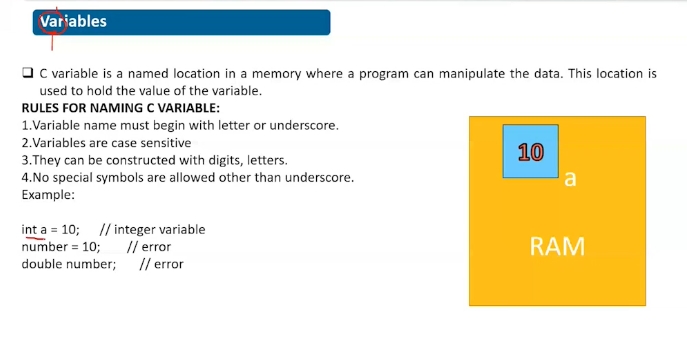 Variables
C variable is a named location in a memory where a program can manipulate the data. This location is
used to hold the value of the variable.
RULES FOR NAMING C VARIABLE:
1.Variable name must begin with letter or underscore.
2.Variables are case sensitive
3.They can be constructed with digits, letters.
4.No special symbols are allowed other than underscore.
Example:
int a = 10; // integer variable
number = 10; // error
double number; // error
10
a
RAM